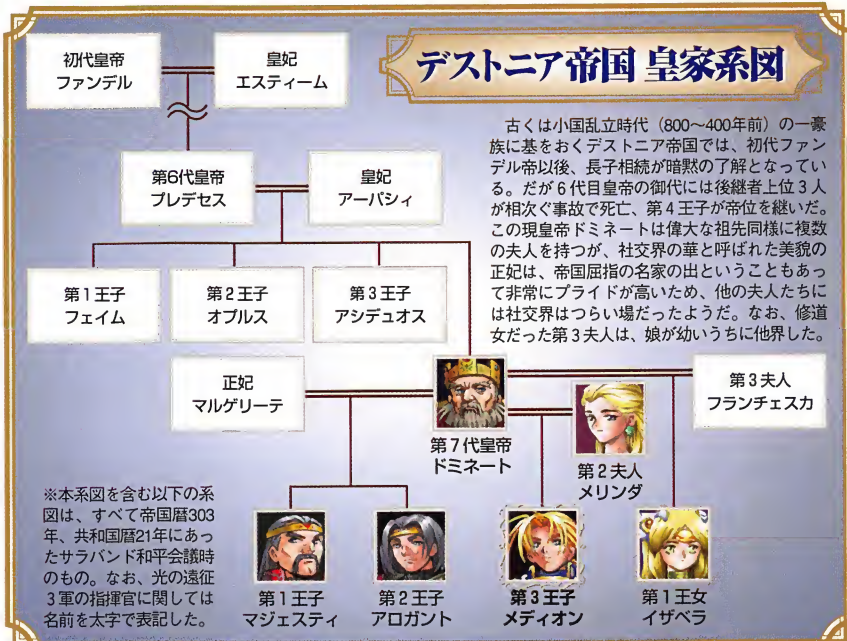 デストニア帝国 皇家系図
初代皇帝
ファンデル
皇妃
エスティーム
古くは小国乱立時代（800〜400年前）の一豪
族に基をおくデストニア帝国では、初代ファン
デル帝以後、長子相続が暗黙の了解となってい
る。だが6代目皇帝の御代には後継者上位3人
が相次ぐ事故で死亡、第4王子が帝位を継いだ。
この現皇帝ドミネートは偉大な祖先同様に複数
の夫人を持つが、社交界の華と呼ばれた美貌の
正妃は、帝国屈指の名家の出ということもあっ
て非常にプライドが高いため、他の夫人たちに
は社交界はつらい場だったようだ。なお、修道
女だった第3夫人は、娘が幼いうちに他界した。
第6代皇帝
プレデセス
皇妃
アーパシィ
第1王子
フェイム
第2王子
オプルス
第3王子
アシデュオス
正妃
マルゲリーテ
第7代皇帝
ドミネート
第2夫人
メリンダ
第3夫人
フランチェスカ
※本系図を含む以下の系
図は、すべて帝国暦303
年、共和国暦21年にあっ
たサラバンド和平会議時
のもの。なお、光の遠征
3軍の指揮官に関しては
名前を太字で表記した。
第1王子
マジェスティ
第2王子
アロガント
第3王子
メディオン
第1王女
イザベラ